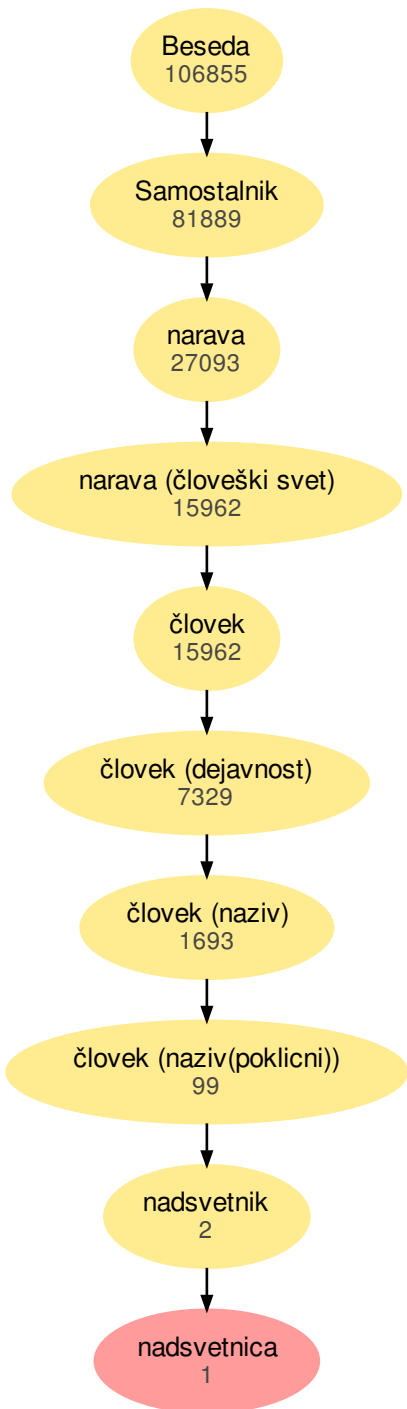 Beseda
106855
Samostalnik
81889
narava
27093
narava (človeški svet)
15962
človek
15962
človek (dejavnost)
7329
človek (naziv)
1693
človek (naziv(poklicni))
99
nadsvetnik
2
nadsvetnica
1